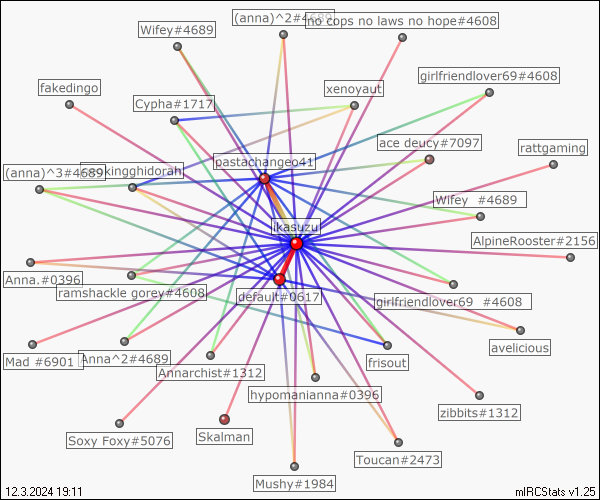 (anna)^2#4689
no cops no laws no hope#4608
Wifey#4689
girlfriendlover69#4608
fakedingo
xenoyaut
Cypha#1717
ace deucy#7097
rattgaming
pastachangeo41
(anna)^3#4689
kingghidorah
Wifey #4689
ikasuzu
AlpineRooster#2156
Anna.#0396
ramshackle gorey#4608
default#0617
girlfriendlover69 #4608
avelicious
Mad #6901
Anna^2#4689
frisout
Annarchist#1312
hypomanianna#0396
zibbits#1312
Soxy Foxy#5076
Skalman
Toucan#2473
Mushy#1984
12.3.2024 19:11
mIRCStats v1.25